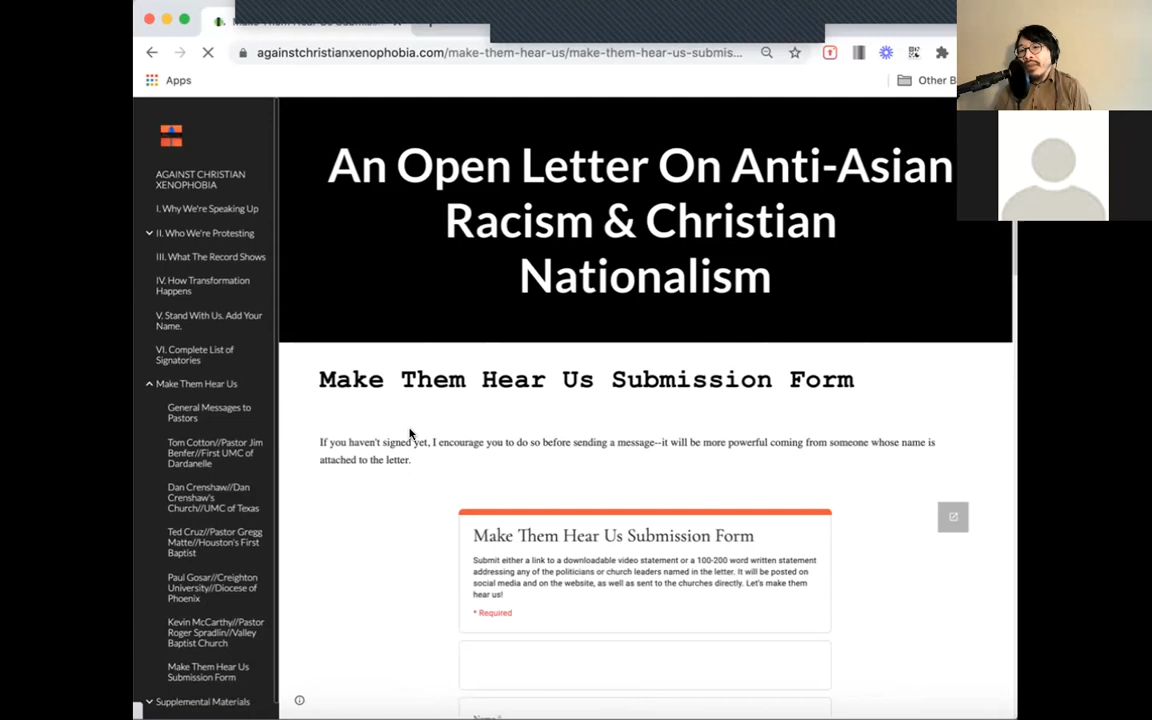 againstchristianxenophobia.com/make-them-hear-us/make-them-hear-us-submis...
Apps
Other B
AGAINST CHRISTIAN
XENOPHOBIA
I. Why We're Speaking Up
II. Who We're Protesting
III. What The Record Shows
IV. How Transformation
Happens
V. Stand With Us. Add Your
Name.
VI. Complete List of
Signatories
Make Them Hear Us
General Messages to
Pastors
Tom Cotton//Pastor Jim
Benfer//First UMC of
Dardanelle
Dan Crenshaw//Dan
Crenshaw's
Church//UMC of Texas
Ted Cruz//Pastor Gregg
Matte//Houston's First
Baptist
Paul Gosar//Creighton
University//Diocese of
Phoenix
Kevin McCarthy//Pastor
Roger Spradlin//Valley
Baptist Church
Make Them Hear Us
Submission Form
Supplemental Materials
An Open Letter On Anti-Asian
Racism & Christian
Nationalism
Make Them Hear Us Submission Form
If you haven't signed yet, I encourage you to do so before sending a message--it will be more powerful coming from someone whose name is
attached to the letter.
Make Them Hear Us Submission Form
Submit either a link to a downloadable video statement or a 100-200 word written statement
addressing any of the politicians or church leaders named in the letter. It will be posted on
social media and on the website, as well as sent to the churches directly. Let's make them
hear us!
* Required